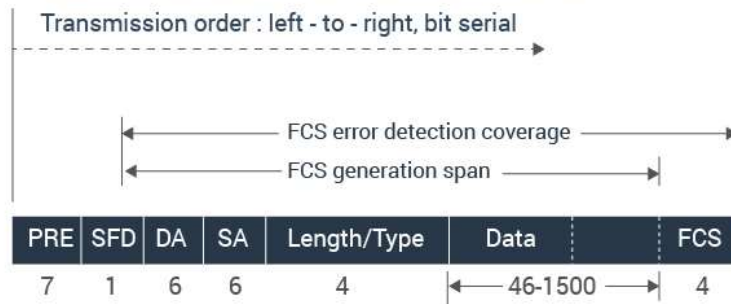 Transmission order : left - to - right, bit serial
FCS error detection coverage
FCS generation span
PRE SFD DA SA Length/Type Data FCS
7 1 6 6 4 46-1500 4